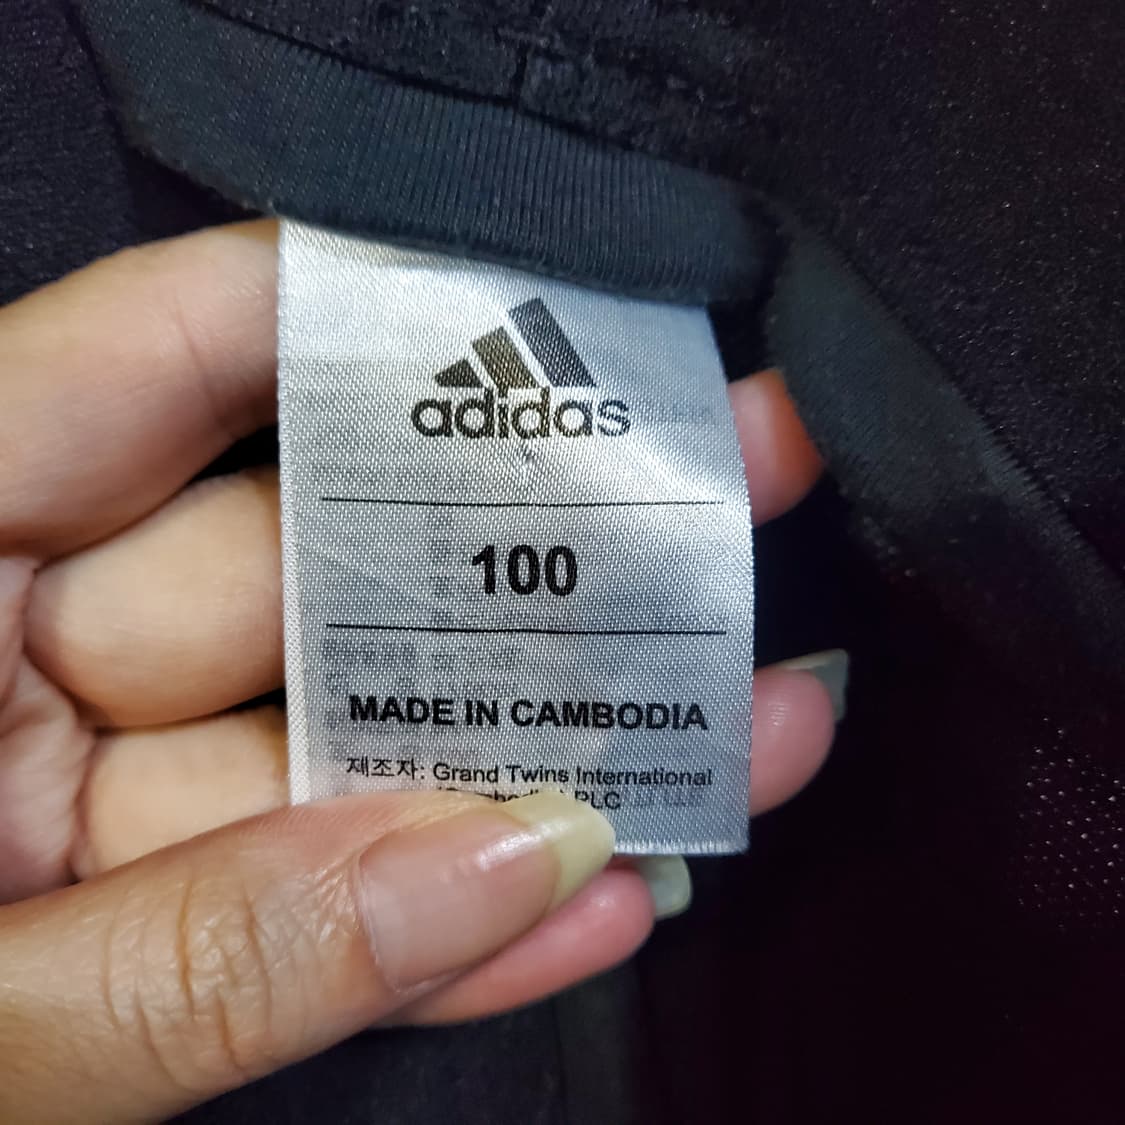 adidas
100
MADE IN CAMBODIA
제조자: Grand Twins International
PLC